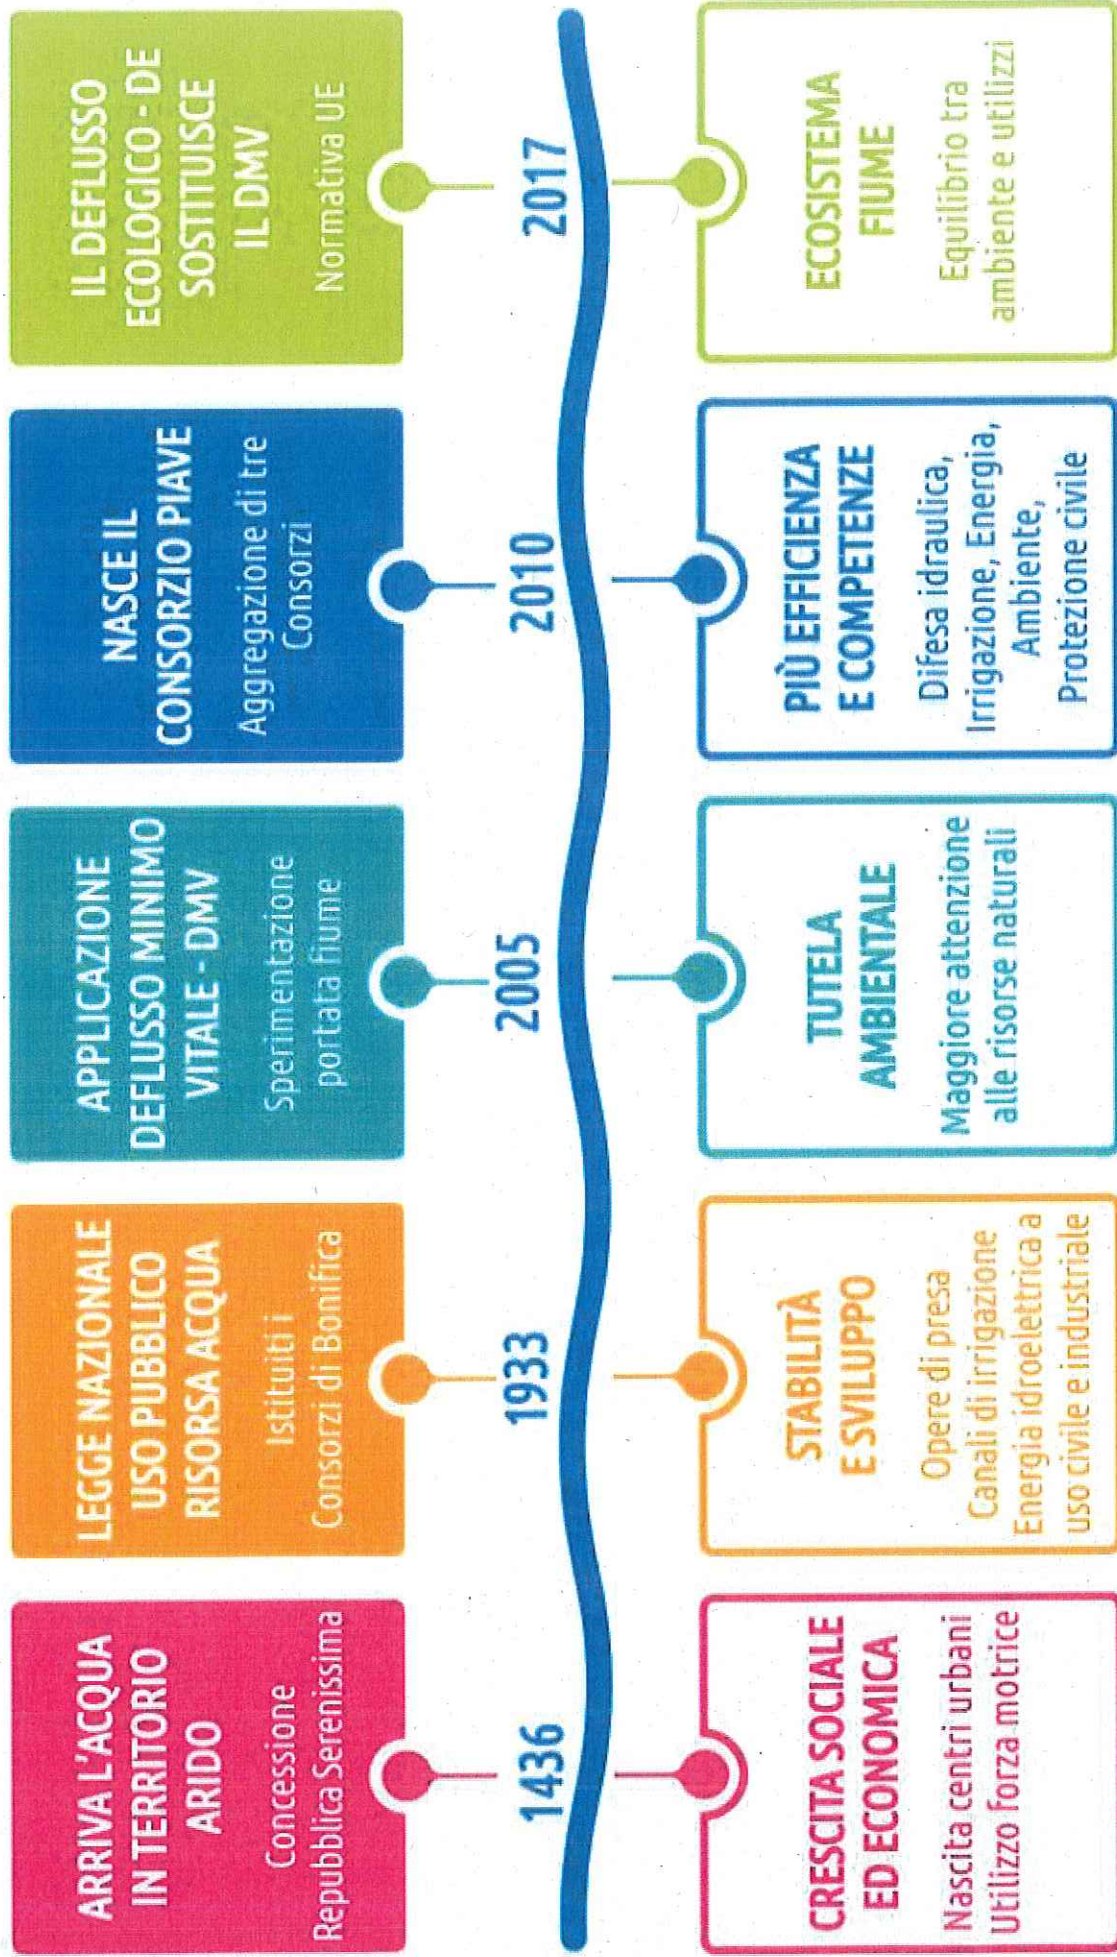 ARRIVA L'ACQUA
IN TERRITORIO
ARIDO
Concessione
Repubblica Serenissima
LEGGE NAZIONALE
USO PUBBLICO
RISORSA ACQUA
Istituiti i
Consorzi di Bonifica
APPLICAZIONE
DEFLUSSO MINIMO
VITALE - DMV
Sperimentazione
portata fiume
NASCE IL
CONSORZIO PIAVE
Aggregazione di tre
Consorzi
IL DEFLUSSO
ECOLOGICO - DE
SOSTITUISCE
IL DMV
Normativa UE
1436
1933
2005
2010
2017
CRESCITA SOCIALE
ED ECONOMICA
Nascita centri urbani
Utilizzo forza motrice
STABILITÀ
E SVILUPPO
Opere di presa
Canali di irrigazione
Energia idroelettrica a
uso civile e industriale
TUTELA
AMBIENTALE
Maggiore attenzione
alle risorse naturali
PIÙ EFFICIENZA
E COMPETENZE
Difesa idraulica,
Irrigazione, Energia,
Ambiente,
Protezione civile
ECOSISTEMA
FIUME
Equilibrio tra
ambiente e utilizzi